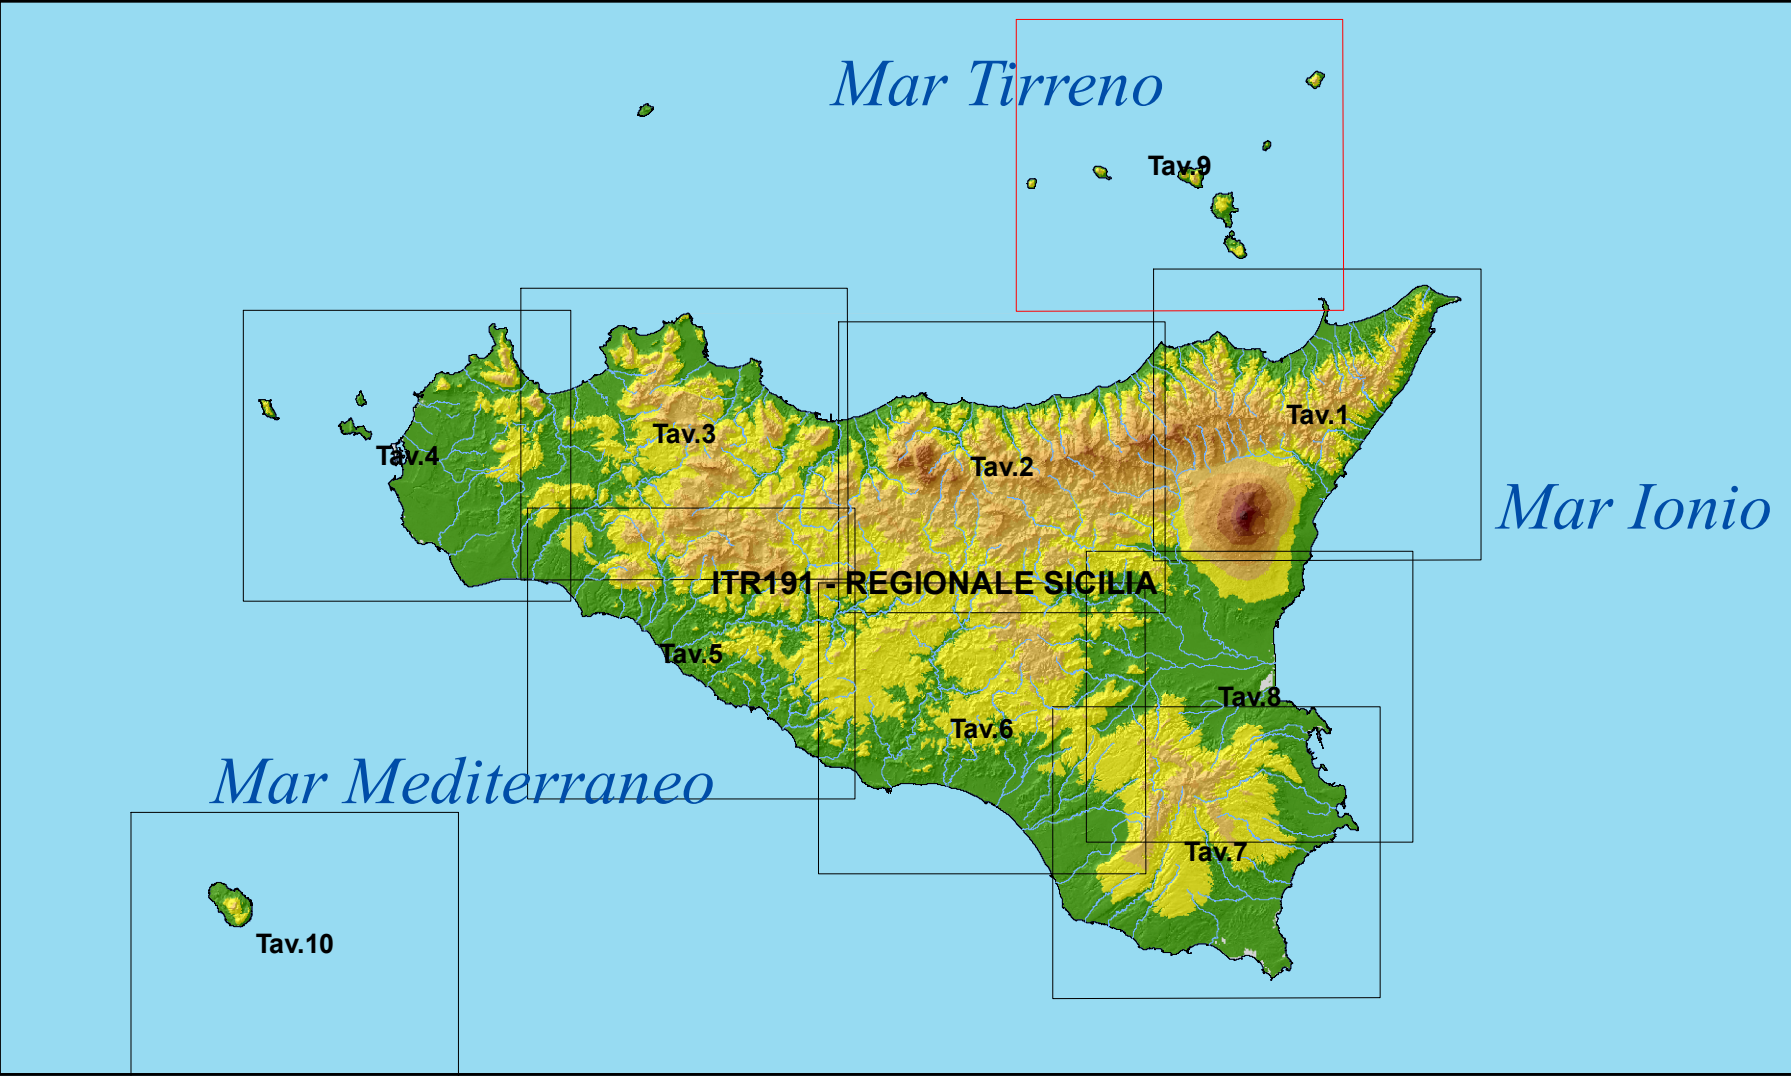 Mar Tirreno
Tav.9
Tav.1
Tav.3
Tav.4
Tav.2
Mar Ionio
ITR191 - REGIONALE SICILIA
Tav.5
Tav.8
Tav.6
Mar Mediterraneo
Tav.7
Tav.10